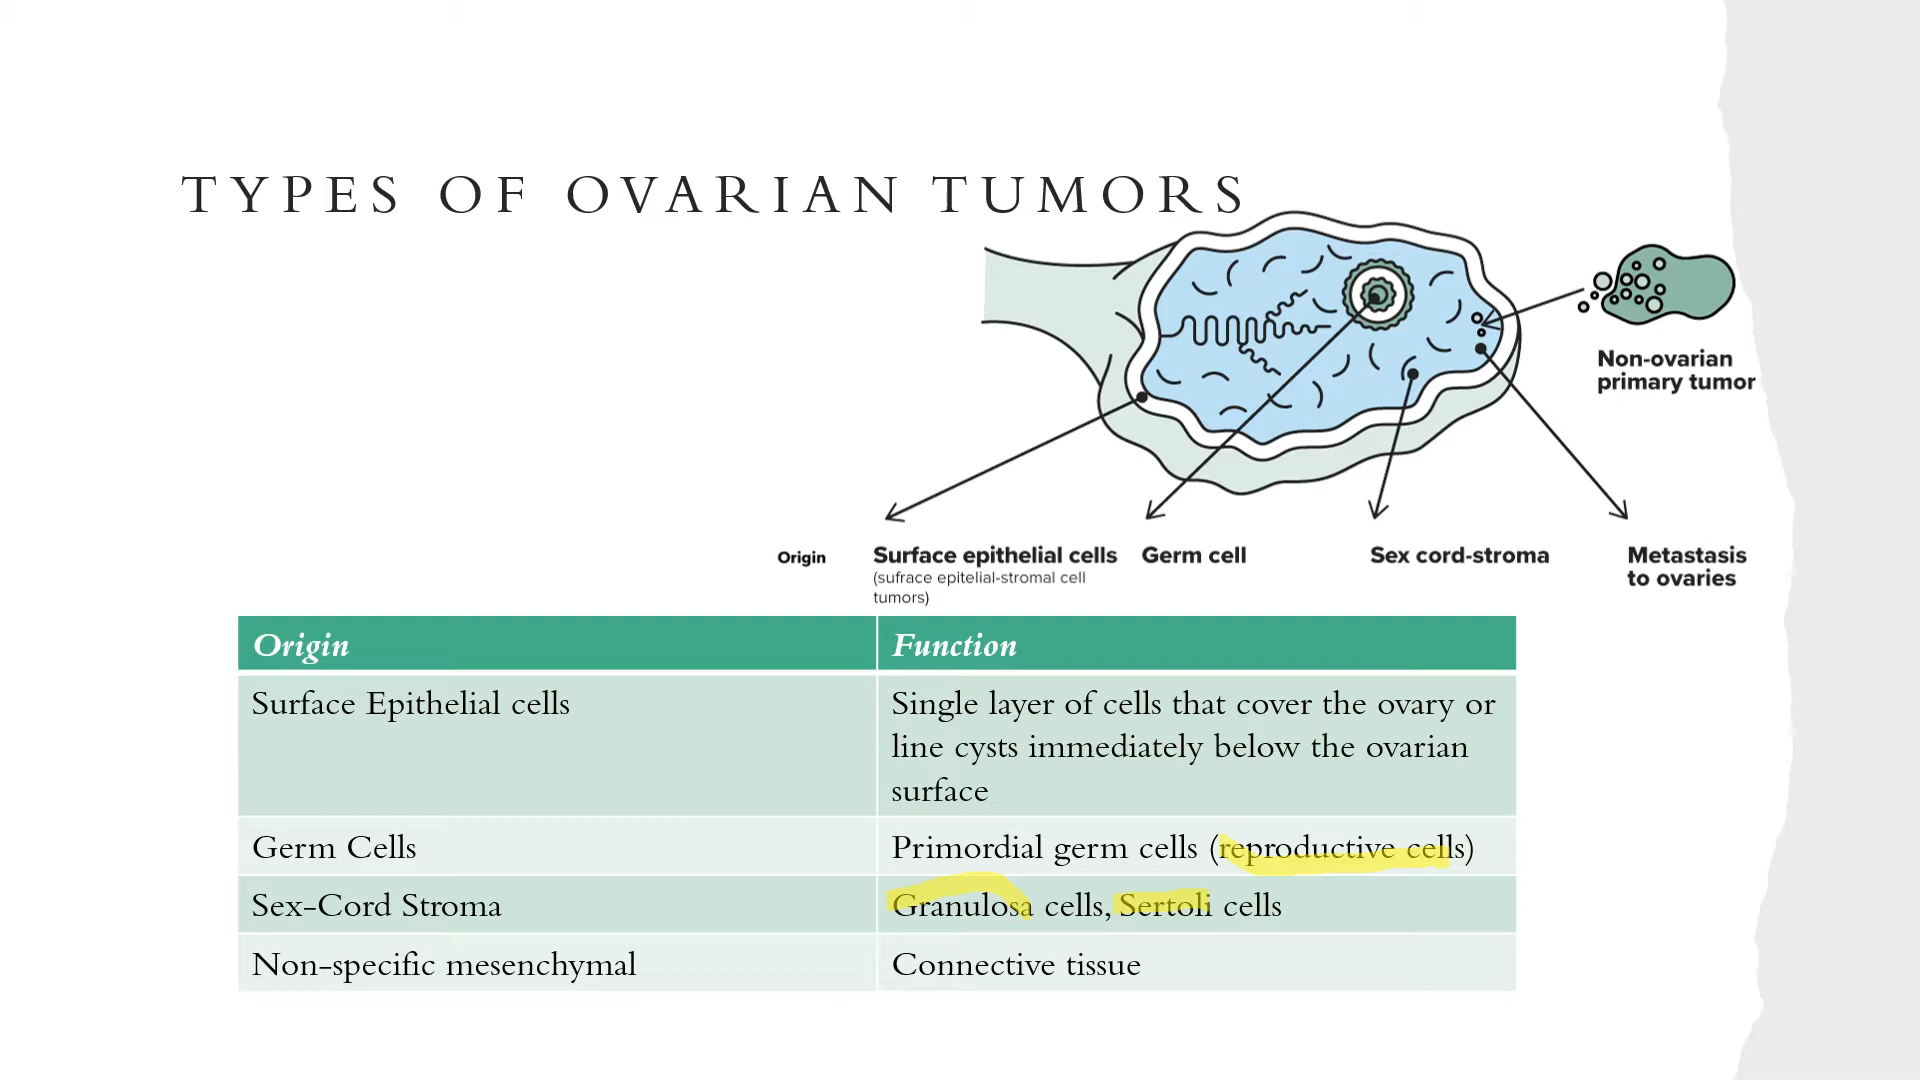 TYPES OF OVARIAN TUMORS
Non-ovarian
primary tumor
Origin
Surface epithelial cells
(sufrace epitelial-stromal cell
tumors)
Germ cell
Sex cord-stroma
Metastasis
to ovaries
Origin
Function
Surface Epithelial cells
Single layer of cells that cover the ovary or
line cysts immediately below the ovarian
surface
Germ Cells
Primordial germ cells (reproductive cells)
Sex-Cord Stroma
Granulosa cells, Sertoli cells
Non-specific mesenchymal
Connective tissue